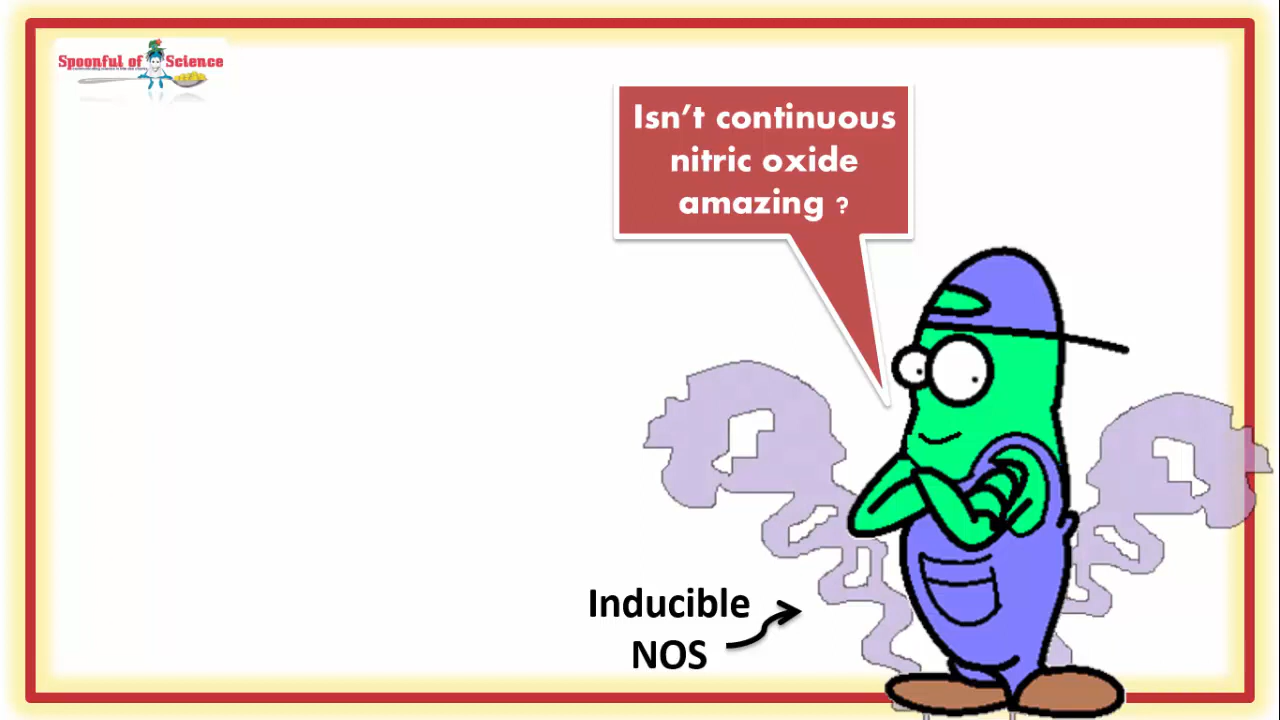 Spoonful of Science
Isn't continuous
nitric oxide
amazing ?
Inducible
NOS